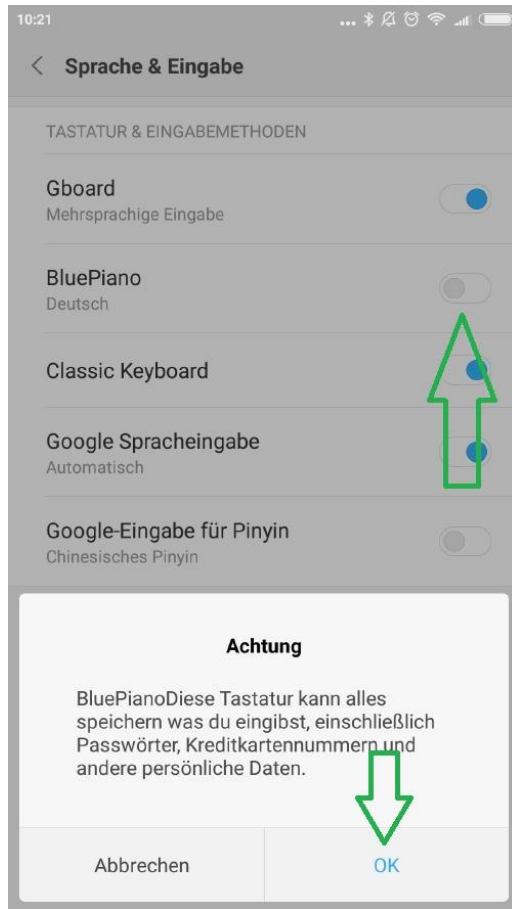 10:21
Sprache & Eingabe
TASTATUR & EINGABEMETHODEN
Gboard
Mehrsprachige Eingabe
BluePiano
Deutsch
Classic Keyboard
Google Spracheingabe
Automatisch
Google-Eingabe für Pinyin
Chinesisches Pinyin
Achtung
BluePianoDiese Tastatur kann alles
speichern was du eingibst, einschließlich
Passwörter, Kreditkartennummern und
andere persönliche Daten.
Abbrechen
OK